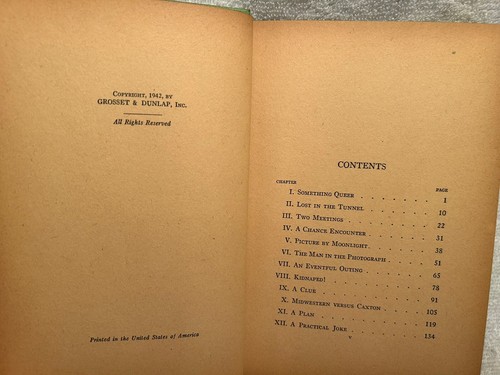 Copyright, 1942, by
GROSSET & DUNLAP, Inc.
All Rights Reserved
Printed in the United States of America
CONTENTS
CHAPTER PAGE
I. Something Queer . . . . . . . 1
II. Lost in the Tunnel . . . . . . 10
III. Two Meetings . . . . . . . 22
IV. A Chance Encounter . . . . . . 31
V. Picture by Moonlight . . . . . . 38
VI. The Man in the Photograph . . . . 51
VII. An Eventful Outing . . . . . . 65
VIII. Kidnaped! . . . . . . . . 78
IX. A Clue . . . . . . . . 91
X. Midwestern versus Caxton . . . . 105
XI. A Plan . . . . . . . . 119
XII. A Practical Joke . . . . . . 134